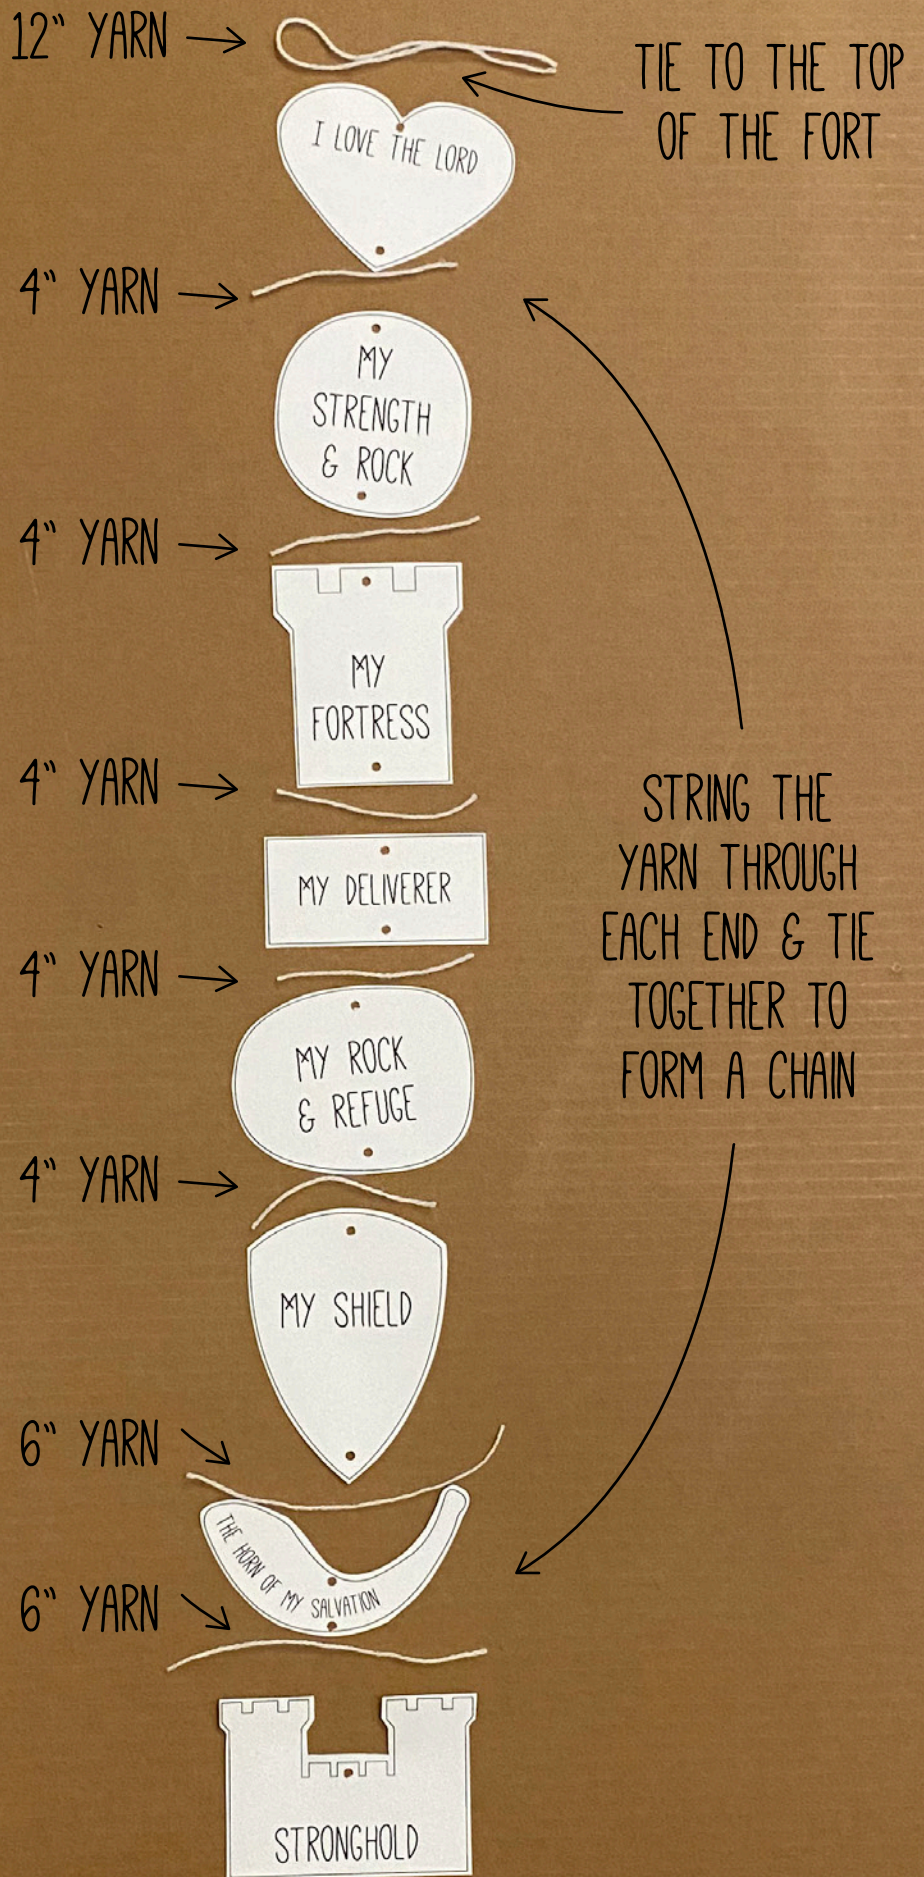 12" YARN
TIE TO THE TOP
OF THE FORT
I LOVE THE LORD
4" YARN
MY
STRENGTH
& ROCK
4" YARN
MY
FORTRESS
4" YARN
STRING THE
YARN THROUGH
EACH END & TIE
TOGETHER TO
FORM A CHAIN
MY DELIVERER
4" YARN
MY ROCK
& REFUGE
4" YARN
MY SHIELD
6" YARN
THE HORN OF MY SALVATION
6" YARN
STRONGHOLD